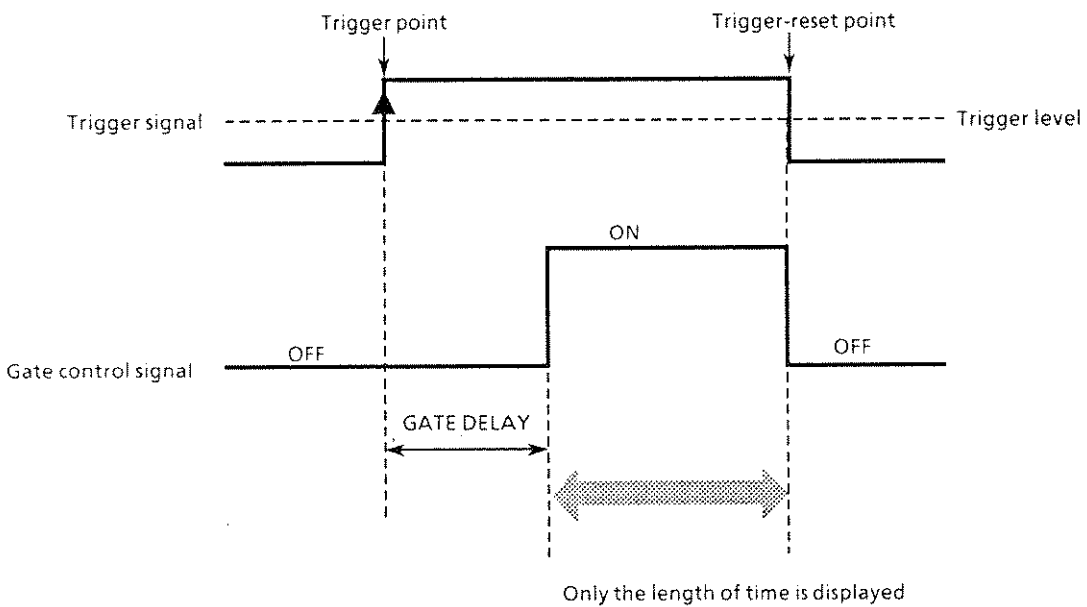 Trigger point
Trigger-reset point
Trigger signal
Trigger level
ON
OFF
OFF
Gate control signal
GATE DELAY
Only the length of time is displayed